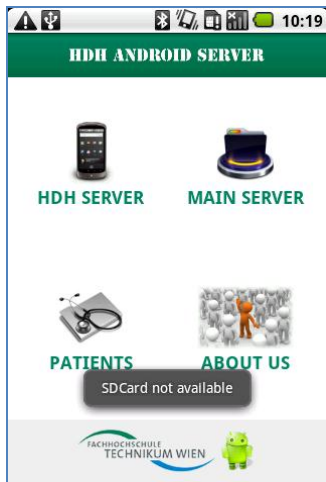 10:19
HDH ANDROID SERVER
HDH SERVER
MAIN SERVER
PATIENTS
ABOUT US
SDCard not available
FACHHOCHSCHULE
TECHNIKUM WIEN